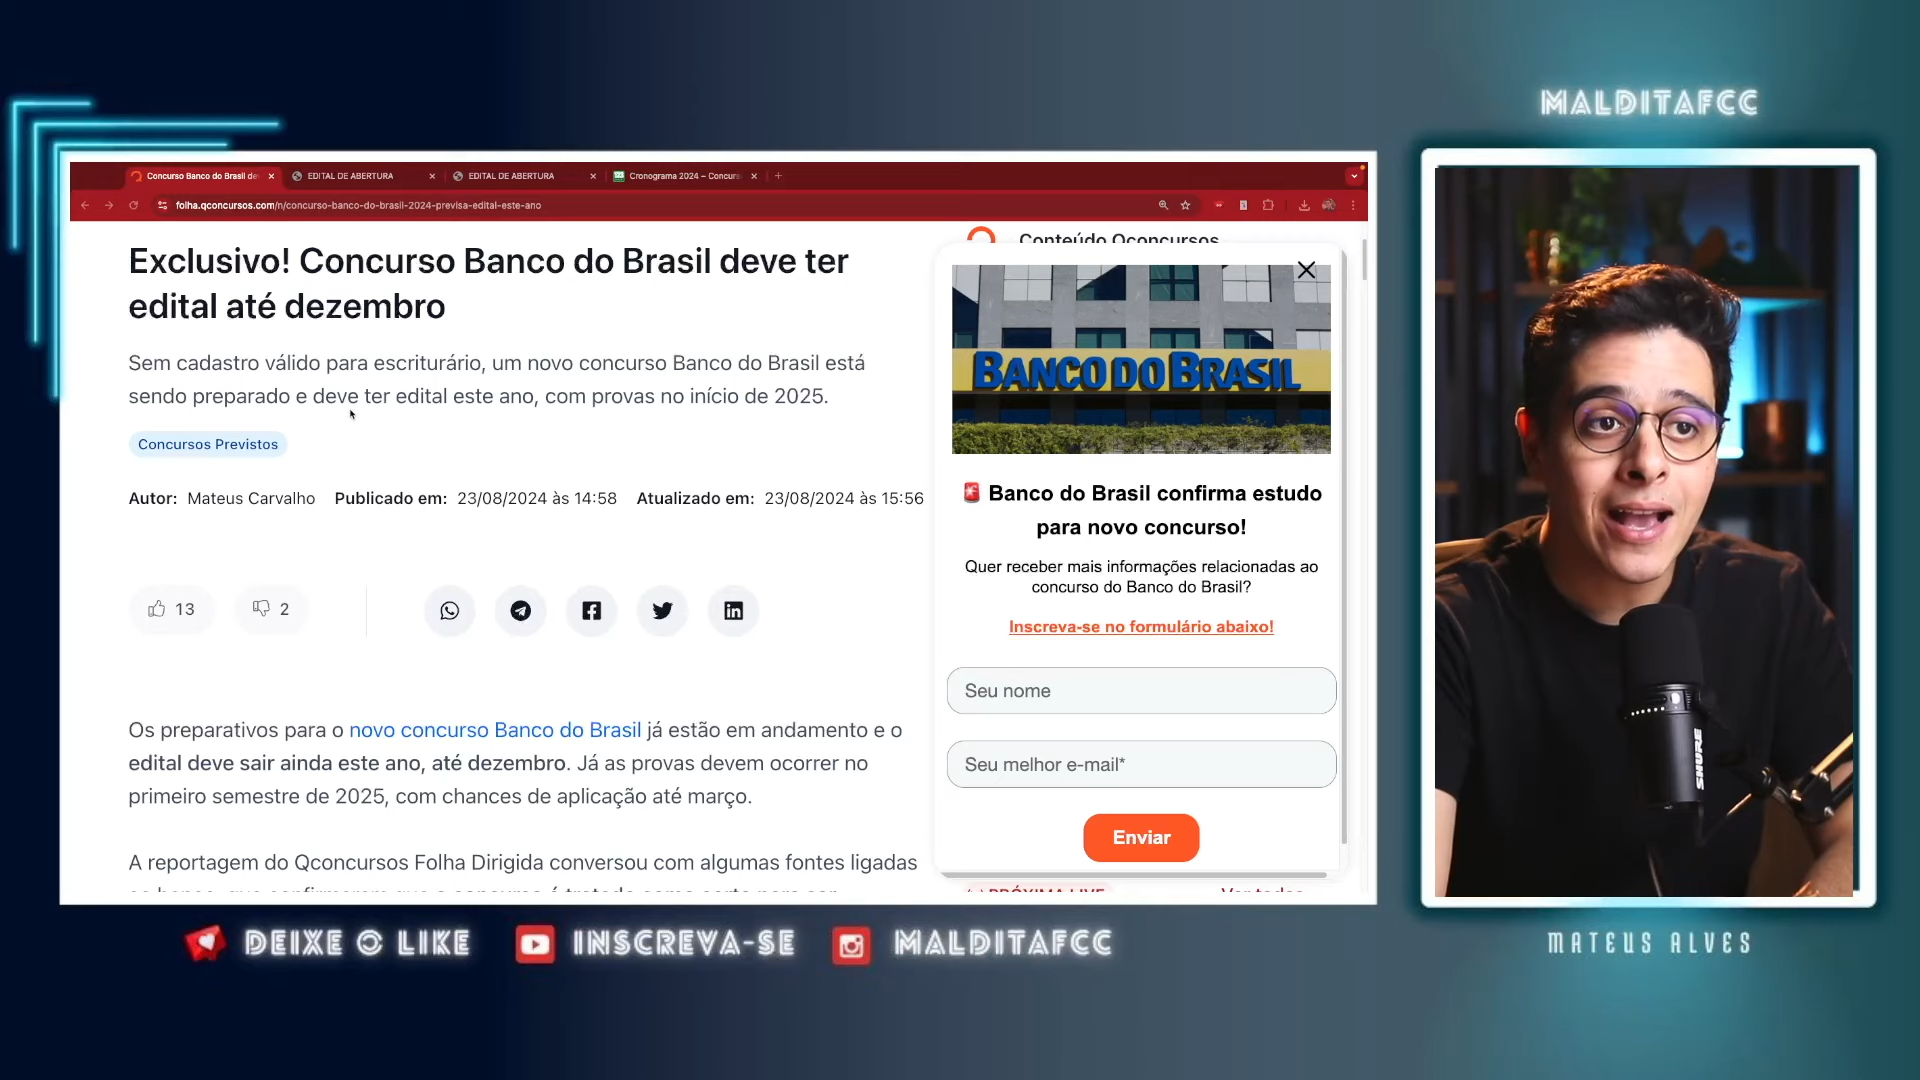 MALDITAFCC
Concurso Banco do Brasil de
EDITAL DE ABERTURA
EDITAL DE ABERTURA
Cronograma 2024 – Concurs
folha.qconcursos.com/n/concurso-banco-do-brasil-2024-previsa-edital-este-ano
Exclusivo! Concurso Banco do Brasil deve ter
edital até dezembro
Sem cadastro válido para escriturário, um novo concurso Banco do Brasil está
sendo preparado e deve ter edital este ano, com provas no início de 2025.
Concursos Previstos
Autor: Mateus Carvalho Publicado em: 23/08/2024 às 14:58 Atualizado em: 23/08/2024 às 15:56
13
2
Os preparativos para o novo concurso Banco do Brasil já estão em andamento e o
edital deve sair ainda este ano, até dezembro. Já as provas devem ocorrer no
primeiro semestre de 2025, com chances de aplicação até março.
A reportagem do Qconcursos Folha Dirigida conversou com algumas fontes ligadas
Conteúdo Qconcursos
BANCO DO BRASIL
Banco do Brasil confirma estudo
para novo concurso!
Quer receber mais informações relacionadas ao
concurso do Banco do Brasil?
Inscreva-se no formulário abaixo!
Seu nome
Seu melhor e-mail*
Enviar
PRÓXIMA LIVE
Ver todas
SHURE
DEIXE O LIKE
INSCREVA-SE
MALDITAFCC
MATEUS ALVES